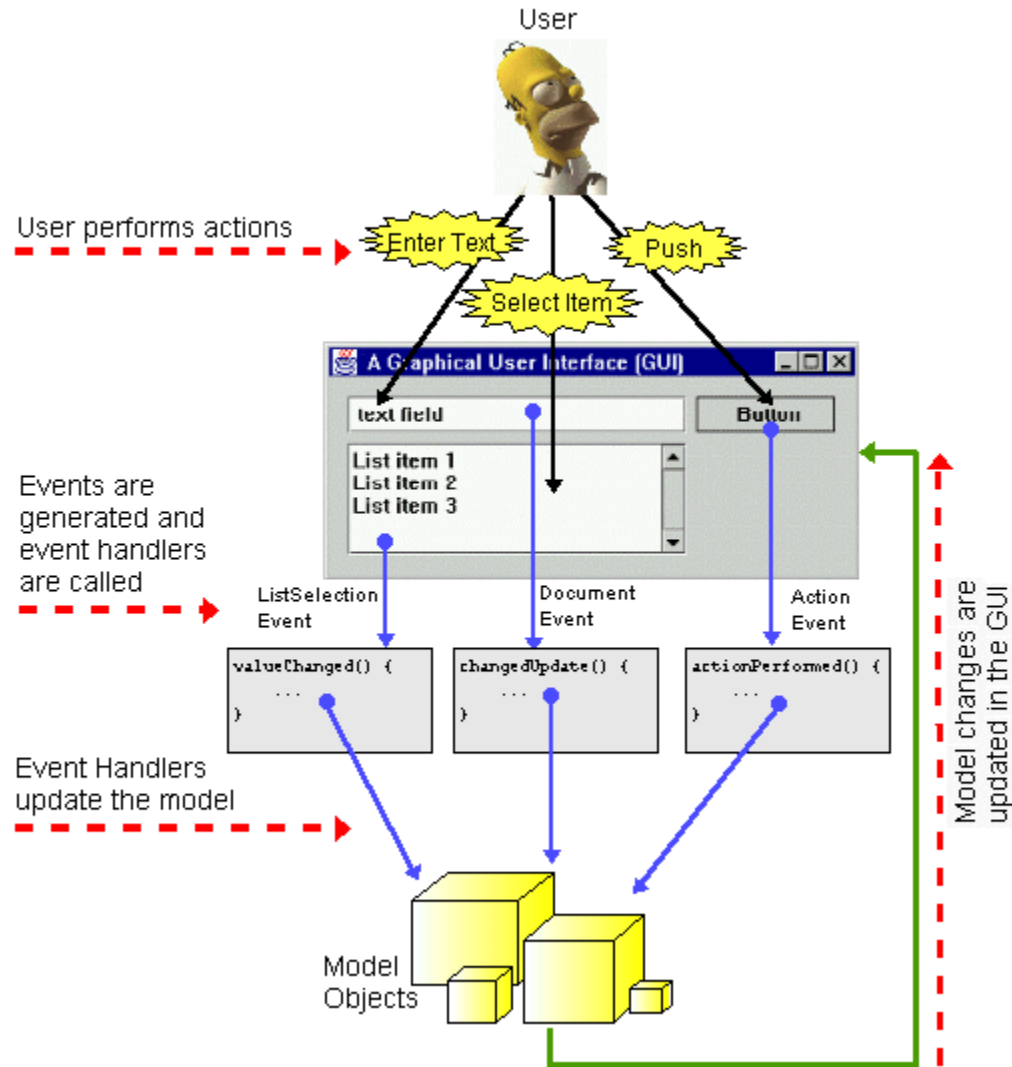 User
User performs actions
Enter Text
Push
Select Item
A Graphical User Interface (GUI)
text field
Button
List item 1
List item 2
List item 3
Events are
generated and
event handlers
are called
ListSelection
Event
Document
Event
Action
Event
valueChanged() {
...
}
changedUpdate() {
...
}
actionPerformed() {
...
}
Model changes are
updated in the GUI
Event Handlers
update the model
Model
Objects